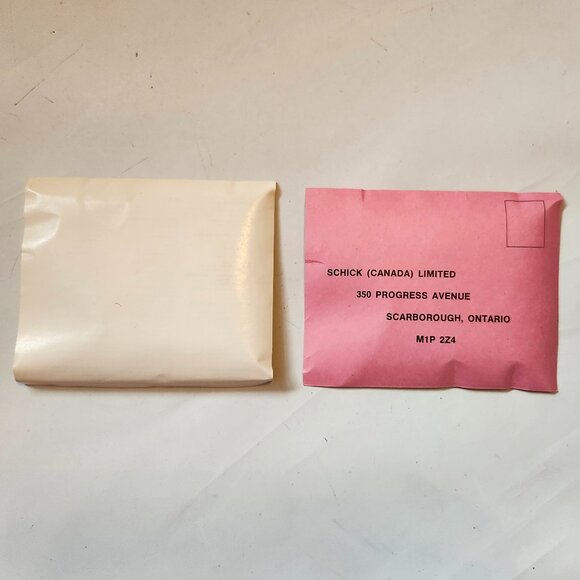 SCHICK (CANADA) LIMITED
350 PROGRESS AVENUE
SCARBOROUGH, ONTARIO
M1P 2Z4